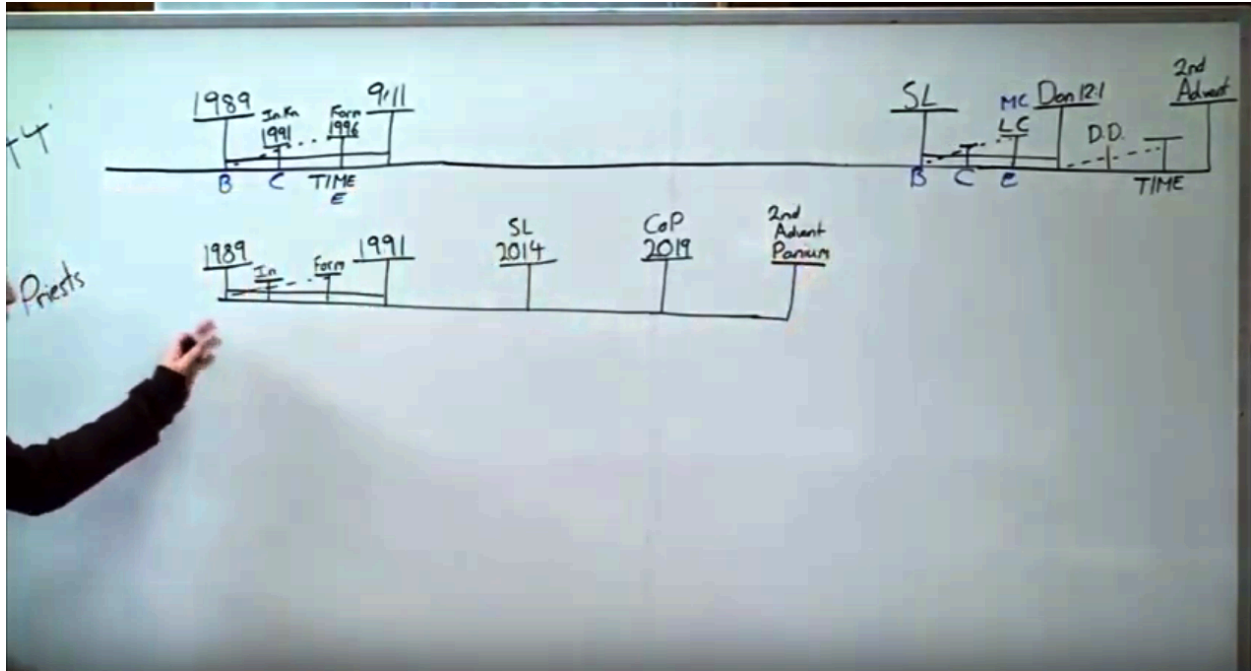 1989 In Kn 1991 Form 1996 9/11
B C TIME
E
SL MC LC Dan 12:1 D.D. 2nd Advent
B C e TIME
Priests
1989 In Form 1991 SL 2014 CoP 2019 2nd Advent Panium